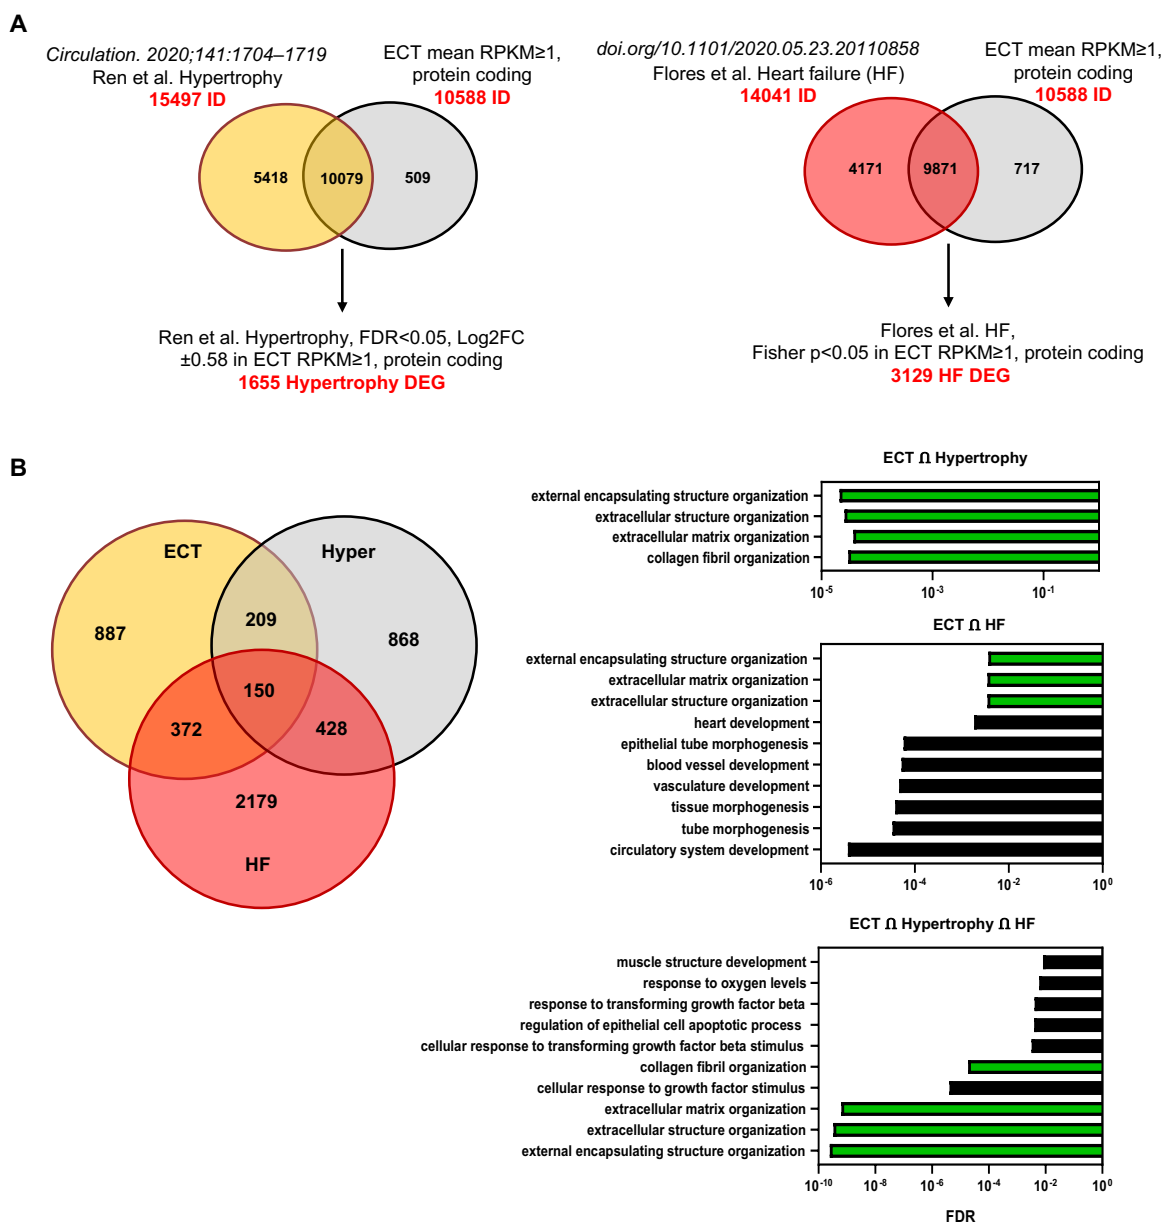 A
Circulation. 2020;141:1704–1719
Ren et al. Hypertrophy
15497 ID
ECT mean RPKM≥1,
protein coding
10588 ID
5418
10079
509
Ren et al. Hypertrophy, FDR<0.05, Log2FC
±0.58 in ECT RPKM≥1, protein coding
1655 Hypertrophy DEG
doi.org/10.1101/2020.05.23.20110858
Flores et al. Heart failure (HF)
14041 ID
ECT mean RPKM≥1,
protein coding
10588 ID
4171
9871
717
Flores et al. HF,
Fisher p<0.05 in ECT RPKM≥1, protein coding
3129 HF DEG
B
ECT
Hyper
887
209
868
150
372
428
2179
HF
ECT Ո Hypertrophy
external encapsulating structure organization
extracellular structure organization
extracellular matrix organization
collagen fibril organization
10-5 10-3 10-1
ECT Ո HF
external encapsulating structure organization
extracellular matrix organization
extracellular structure organization
heart development
epithelial tube morphogenesis
blood vessel development
vasculature development
tissue morphogenesis
tube morphogenesis
circulatory system development
10-6 10-4 10-2 100
ECT Ո Hypertrophy Ո HF
muscle structure development
response to oxygen levels
response to transforming growth factor beta
regulation of epithelial cell apoptotic process
cellular response to transforming growth factor beta stimulus
collagen fibril organization
cellular response to growth factor stimulus
extracellular matrix organization
extracellular structure organization
external encapsulating structure organization
10-10 10-8 10-6 10-4 10-2 100
FDR